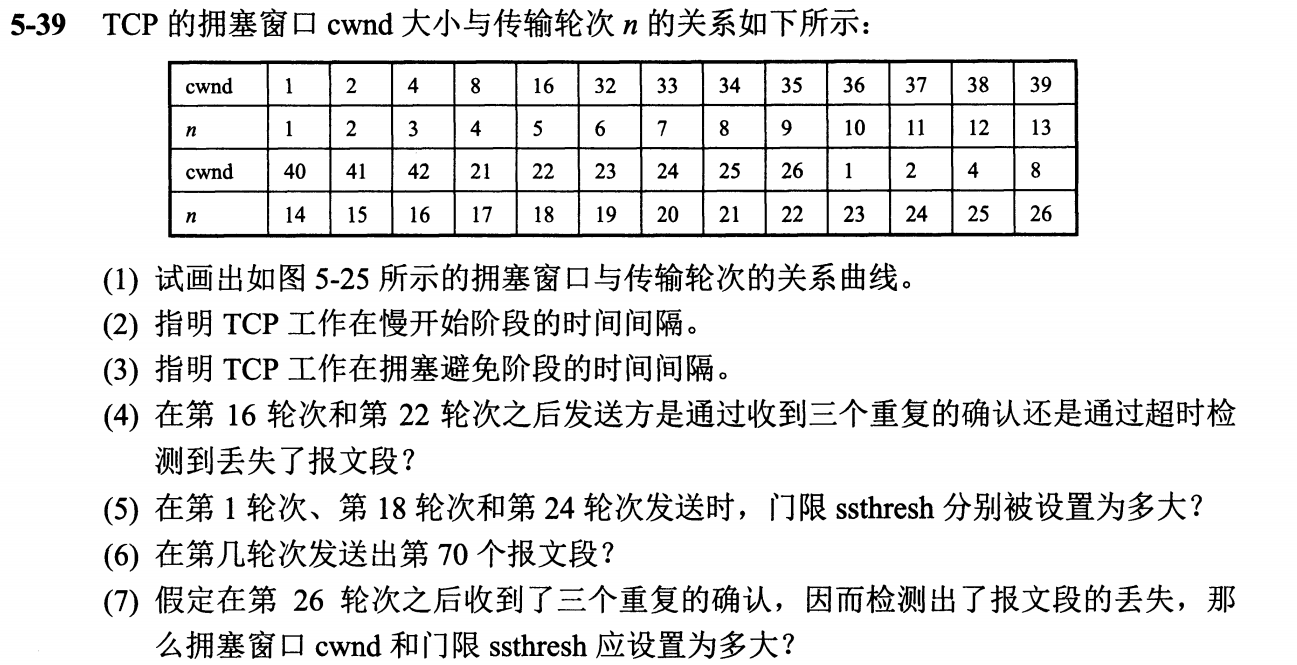 5-39 TCP 的拥塞窗口 cwnd 大小与传输轮次 n 的关系如下所示：
cwnd 1 2 4 8 16 32 33 34 35 36 37 38 39
n 1 2 3 4 5 6 7 8 9 10 11 12 13
cwnd 40 41 42 21 22 23 24 25 26 1 2 4 8
n 14 15 16 17 18 19 20 21 22 23 24 25 26
(1) 试画出如图 5-25 所示的拥塞窗口与传输轮次的关系曲线。
(2) 指明 TCP 工作在慢开始阶段的时间间隔。
(3) 指明 TCP 工作在拥塞避免阶段的时间间隔。
(4) 在第 16 轮次和第 22 轮次之后发送方是通过收到三个重复的确认还是通过超时检
测到丢失了报文段？
(5) 在第 1 轮次、第 18 轮次和第 24 轮次发送时，门限 ssthresh 分别被设置为多大？
(6) 在第几轮次发送出第 70 个报文段？
(7) 假定在第 26 轮次之后收到了三个重复的确认，因而检测出了报文段的丢失，那
么拥塞窗口 cwnd 和门限 ssthresh 应设置为多大？